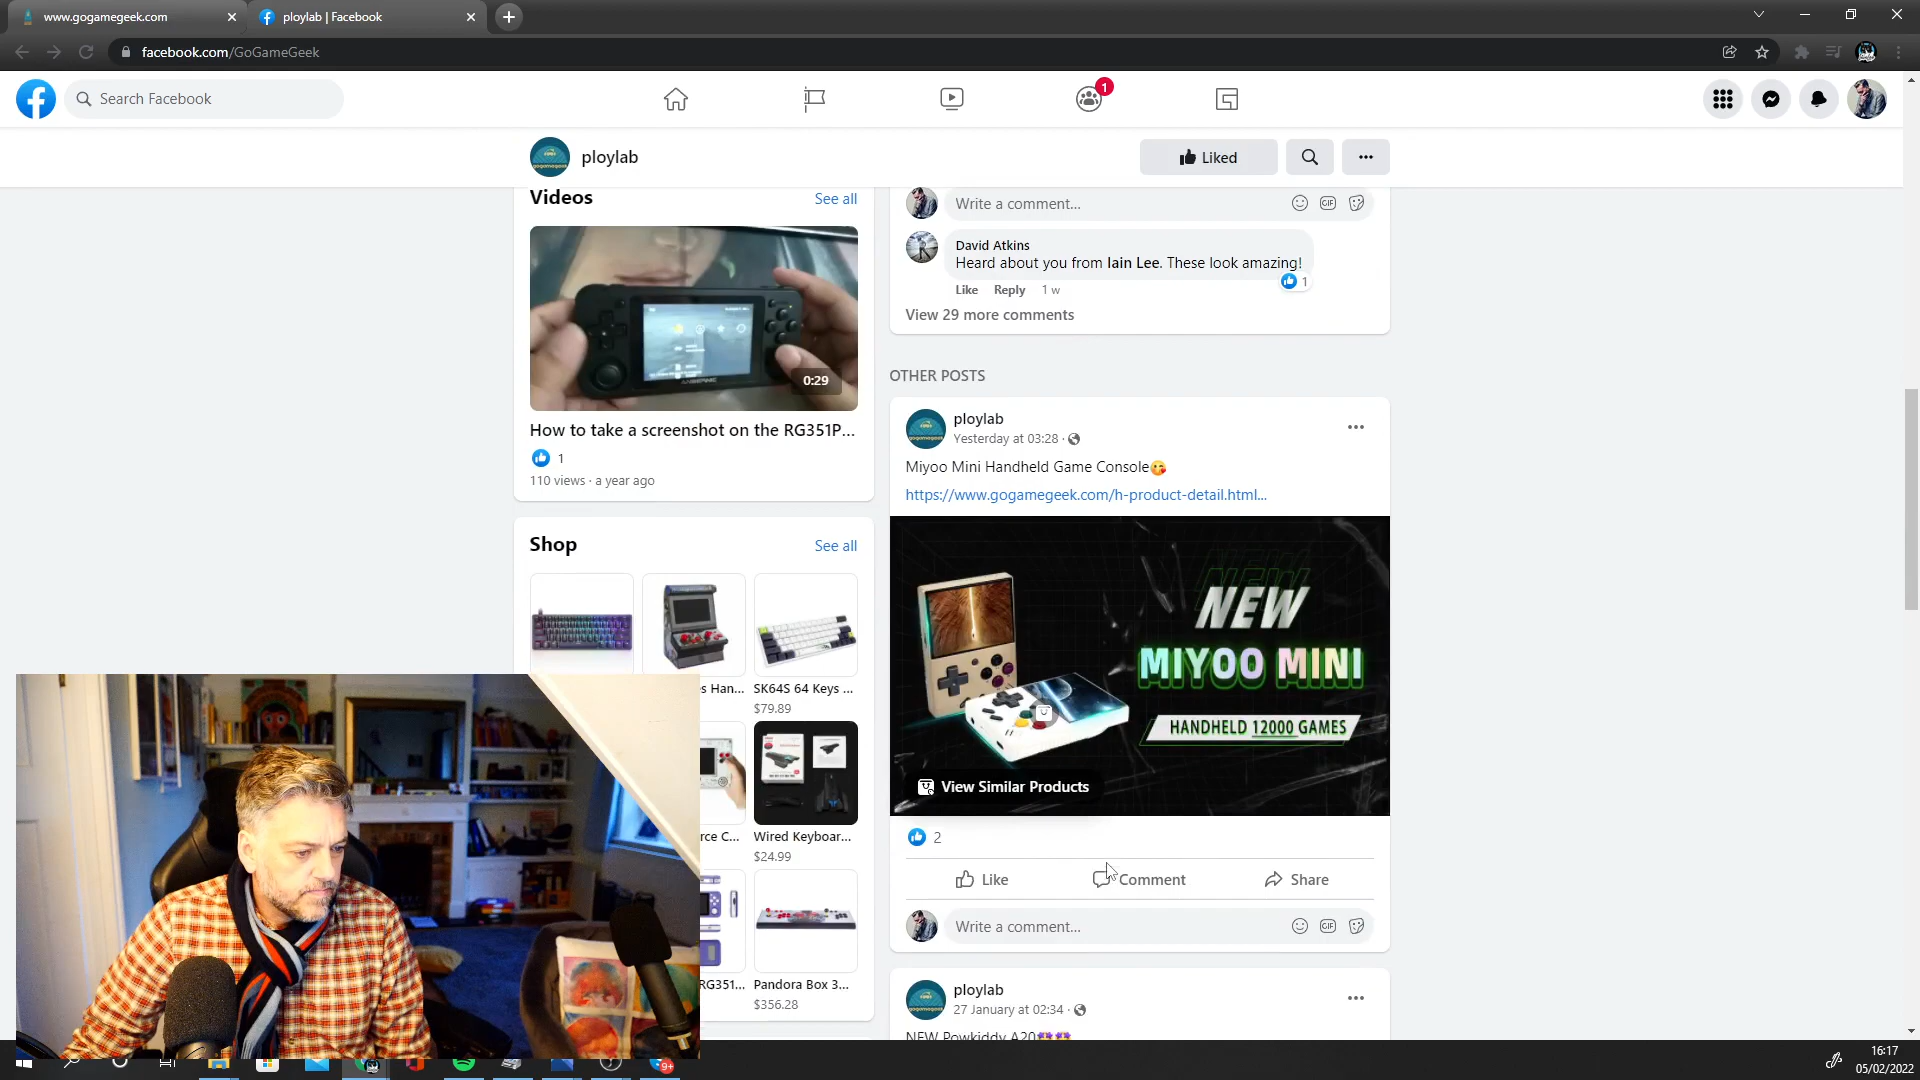 www.gogamegeek.com
ploylab | Facebook
facebook.com/GoGameGeek
Search Facebook
1
ploylab
Liked
Videos
See all
0:29
How to take a screenshot on the RG351P...
1
110 views · a year ago
Shop
See all
s Han...
SK64S 64 Keys ...
$79.89
rce C...
Wired Keyboar...
$24.99
RG351...
Pandora Box 3...
$356.28
Write a comment...
GIF
David Atkins
Heard about you from Iain Lee. These look amazing!
1
Like Reply 1 w
View 29 more comments
OTHER POSTS
ploylab
Yesterday at 03:28 ·
Miyoo Mini Handheld Game Console😘
https://www.gogamegeek.com/h-product-detail.html...
NEW
MIYOO MINI
HANDHELD 12000 GAMES
View Similar Products
2
Like
Comment
Share
Write a comment...
GIF
ploylab
27 January at 02:34 ·
NEW Powkiddy A20
9+
16:17
05/02/2022